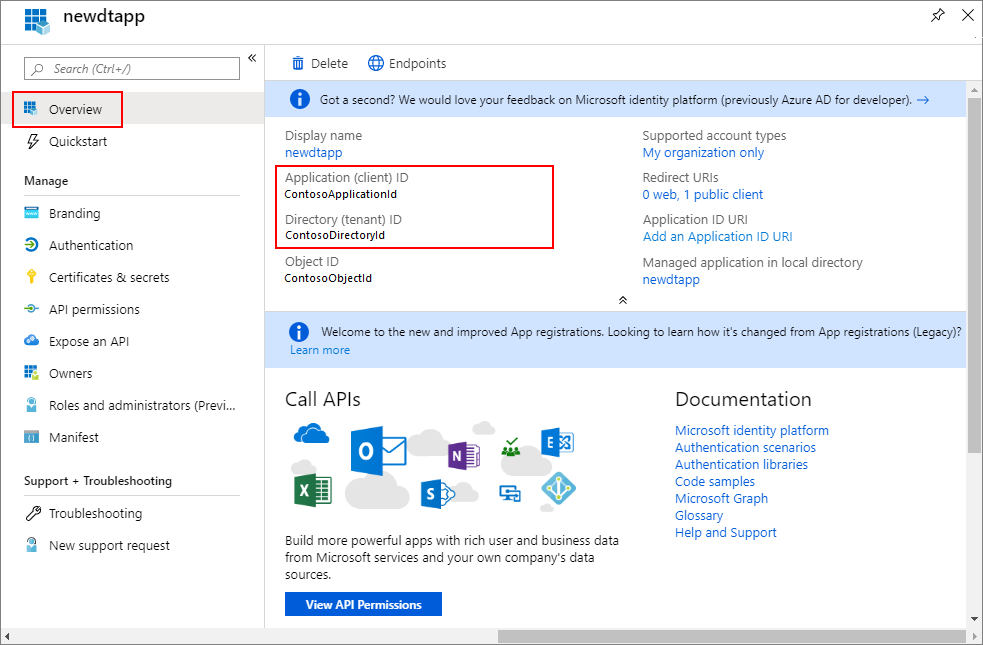 newdtapp
Search (Ctrl+/)
Overview
Quickstart
Manage
Branding
Authentication
Certificates & secrets
API permissions
Expose an API
Owners
Roles and administrators (Previ...
Manifest
Support + Troubleshooting
Troubleshooting
New support request
Delete
Endpoints
Got a second? We would love your feedback on Microsoft identity platform (previously Azure AD for developer).
Display name
newdtapp
Application (client) ID
ContosoApplicationId
Directory (tenant) ID
ContosoDirectoryId
Object ID
ContosoObjectId
Supported account types
My organization only
Redirect URIs
0 web, 1 public client
Application ID URI
Add an Application ID URI
Managed application in local directory
newdtapp
Welcome to the new and improved App registrations. Looking to learn how it's changed from App registrations (Legacy)?
Learn more
Call APIs
O
N
E
X
S
Build more powerful apps with rich user and business data
from Microsoft services and your own company's data
sources.
View API Permissions
Documentation
Microsoft identity platform
Authentication scenarios
Authentication libraries
Code samples
Microsoft Graph
Glossary
Help and Support